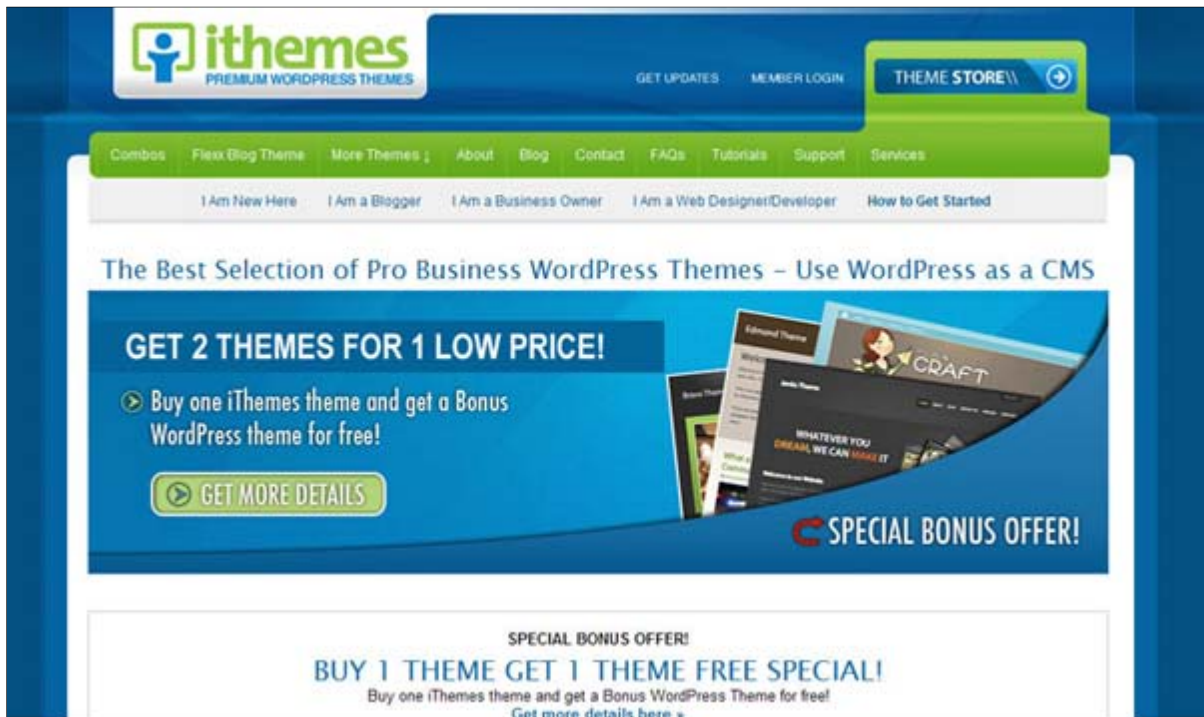 ithemes
PREMIUM WORDPRESS THEMES
GET UPDATES MEMBER LOGIN THEME STORE\\
Combos Flexx Blog Theme More Themes ↓ About Blog Contact FAQs Tutorials Support Services
I Am New Here I Am a Blogger I Am a Business Owner I Am a Web Designer/Developer How to Get Started
The Best Selection of Pro Business WordPress Themes – Use WordPress as a CMS
GET 2 THEMES FOR 1 LOW PRICE!
Buy one iThemes theme and get a Bonus
WordPress theme for free!
GET MORE DETAILS
Edmond Theme
CRAFT
WHATEVER YOU
DREAM, WE CAN MAKE IT
SPECIAL BONUS OFFER!
SPECIAL BONUS OFFER!
BUY 1 THEME GET 1 THEME FREE SPECIAL!
Buy one iThemes theme and get a Bonus WordPress Theme for free!
Get more details here »